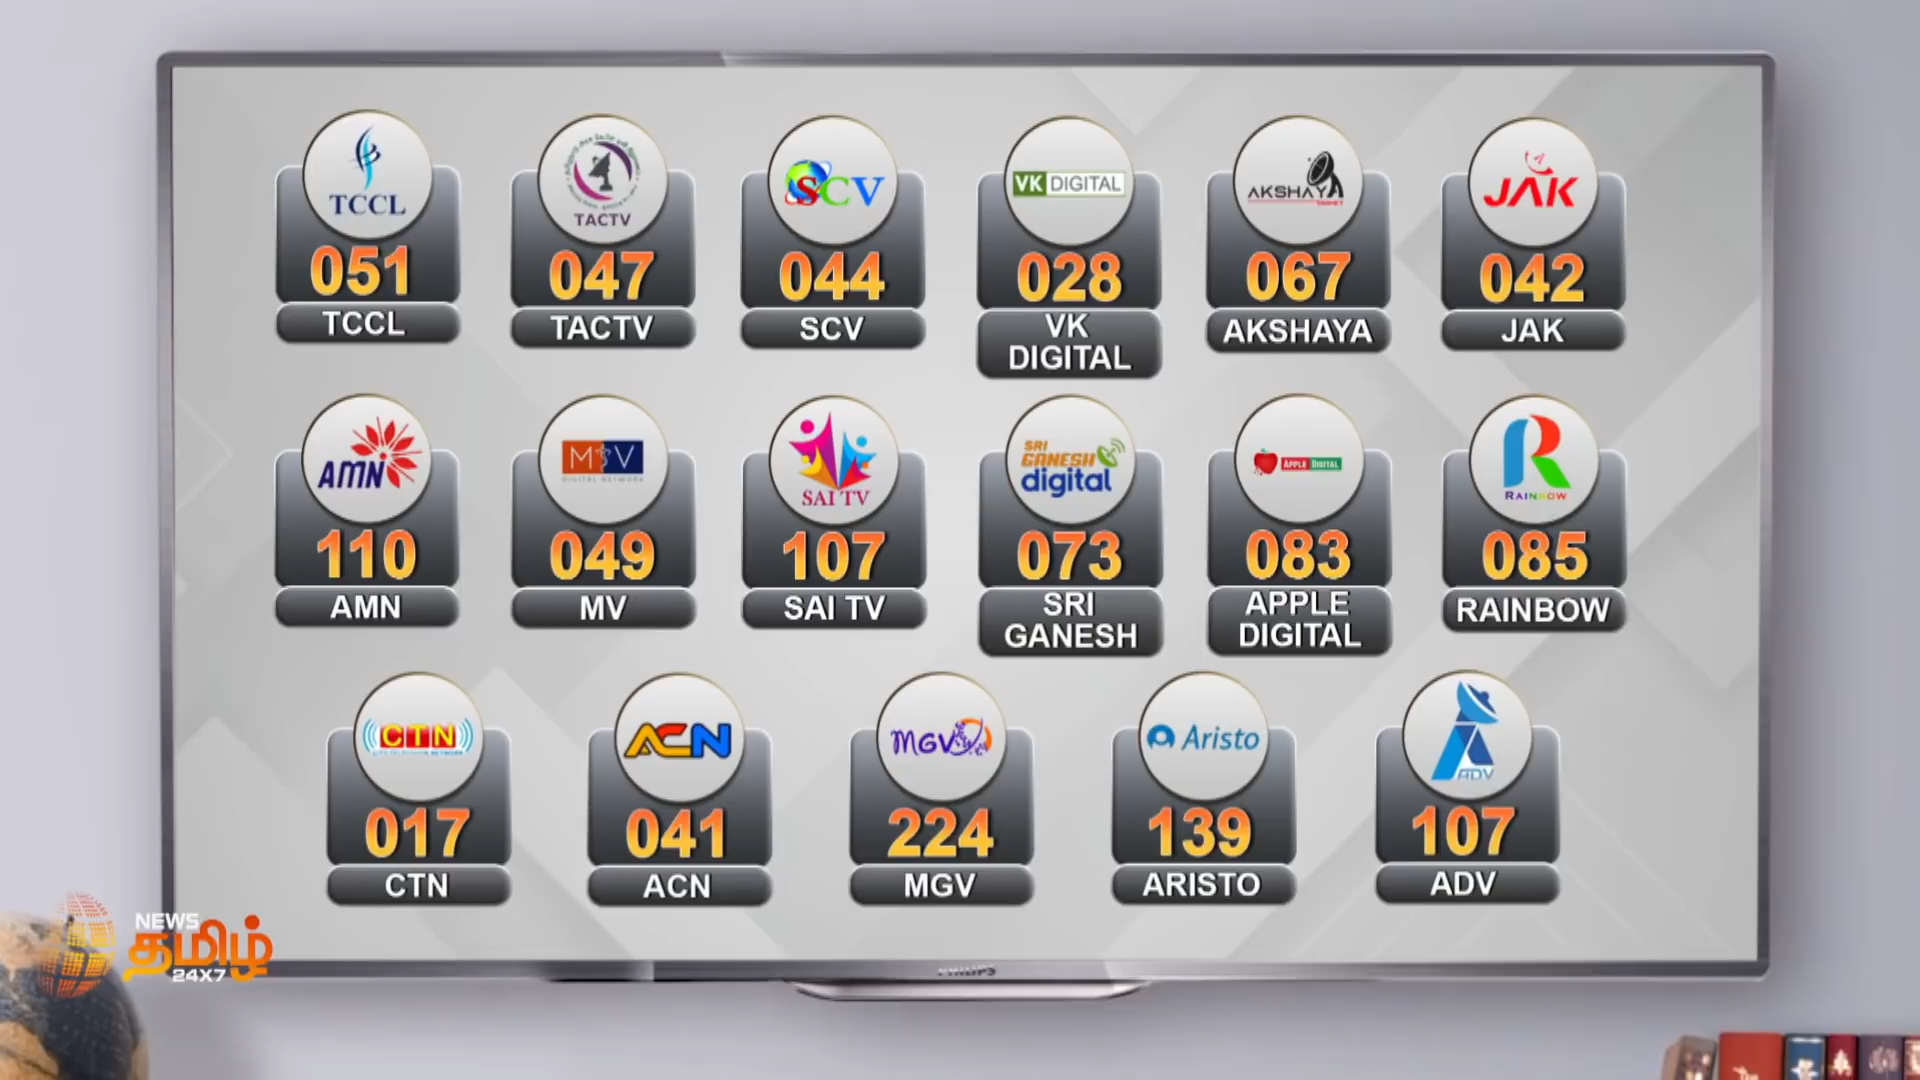 TCCL
TACTV
SCV
VK DIGITAL
AKSHAYA
JAK
051
047
044
028
067
042
TCCL
TACTV
SCV
VK
DIGITAL
AKSHAYA
JAK
AMN
MV
SAI TV
SRI
GANESH
digital
APPLE DIGITAL
RAINBOW
110
049
107
073
083
085
AMN
MV
SAI TV
SRI
GANESH
APPLE
DIGITAL
RAINBOW
CTN
ACN
MGV
Aristo
ADV
017
041
224
139
107
CTN
ACN
MGV
ARISTO
ADV
NEWS
தமிழ்
24X7
PHILIPS